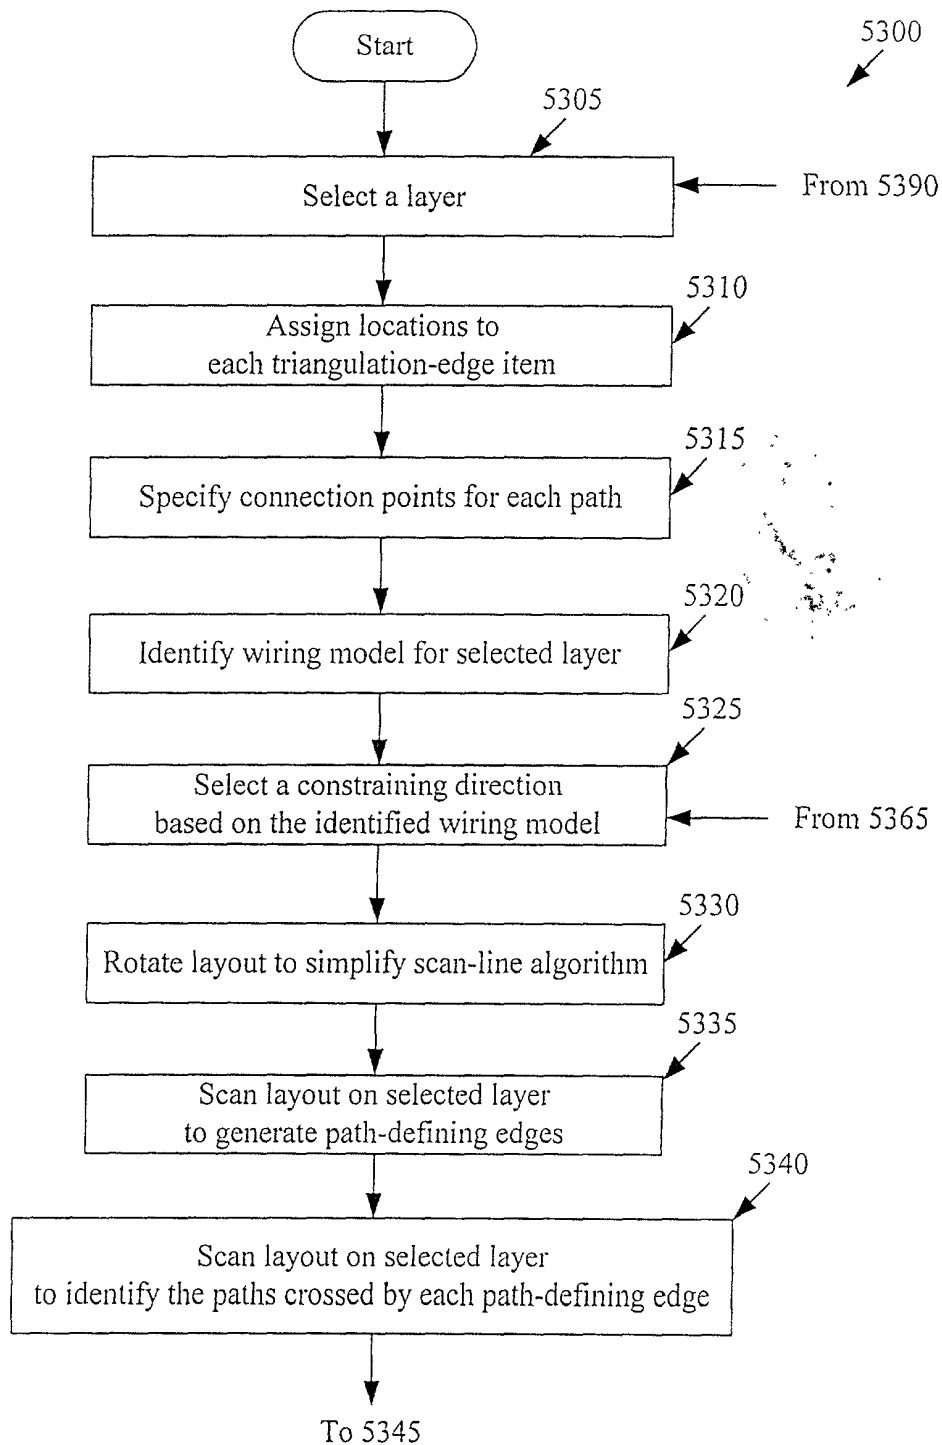 5300
Start
5305
Select a layer
From 5390
5310
Assign locations to
each triangulation-edge item
5315
Specify connection points for each path
5320
Identify wiring model for selected layer
5325
Select a constraining direction
based on the identified wiring model
From 5365
5330
Rotate layout to simplify scan-line algorithm
5335
Scan layout on selected layer
to generate path-defining edges
5340
Scan layout on selected layer
to identify the paths crossed by each path-defining edge
To 5345